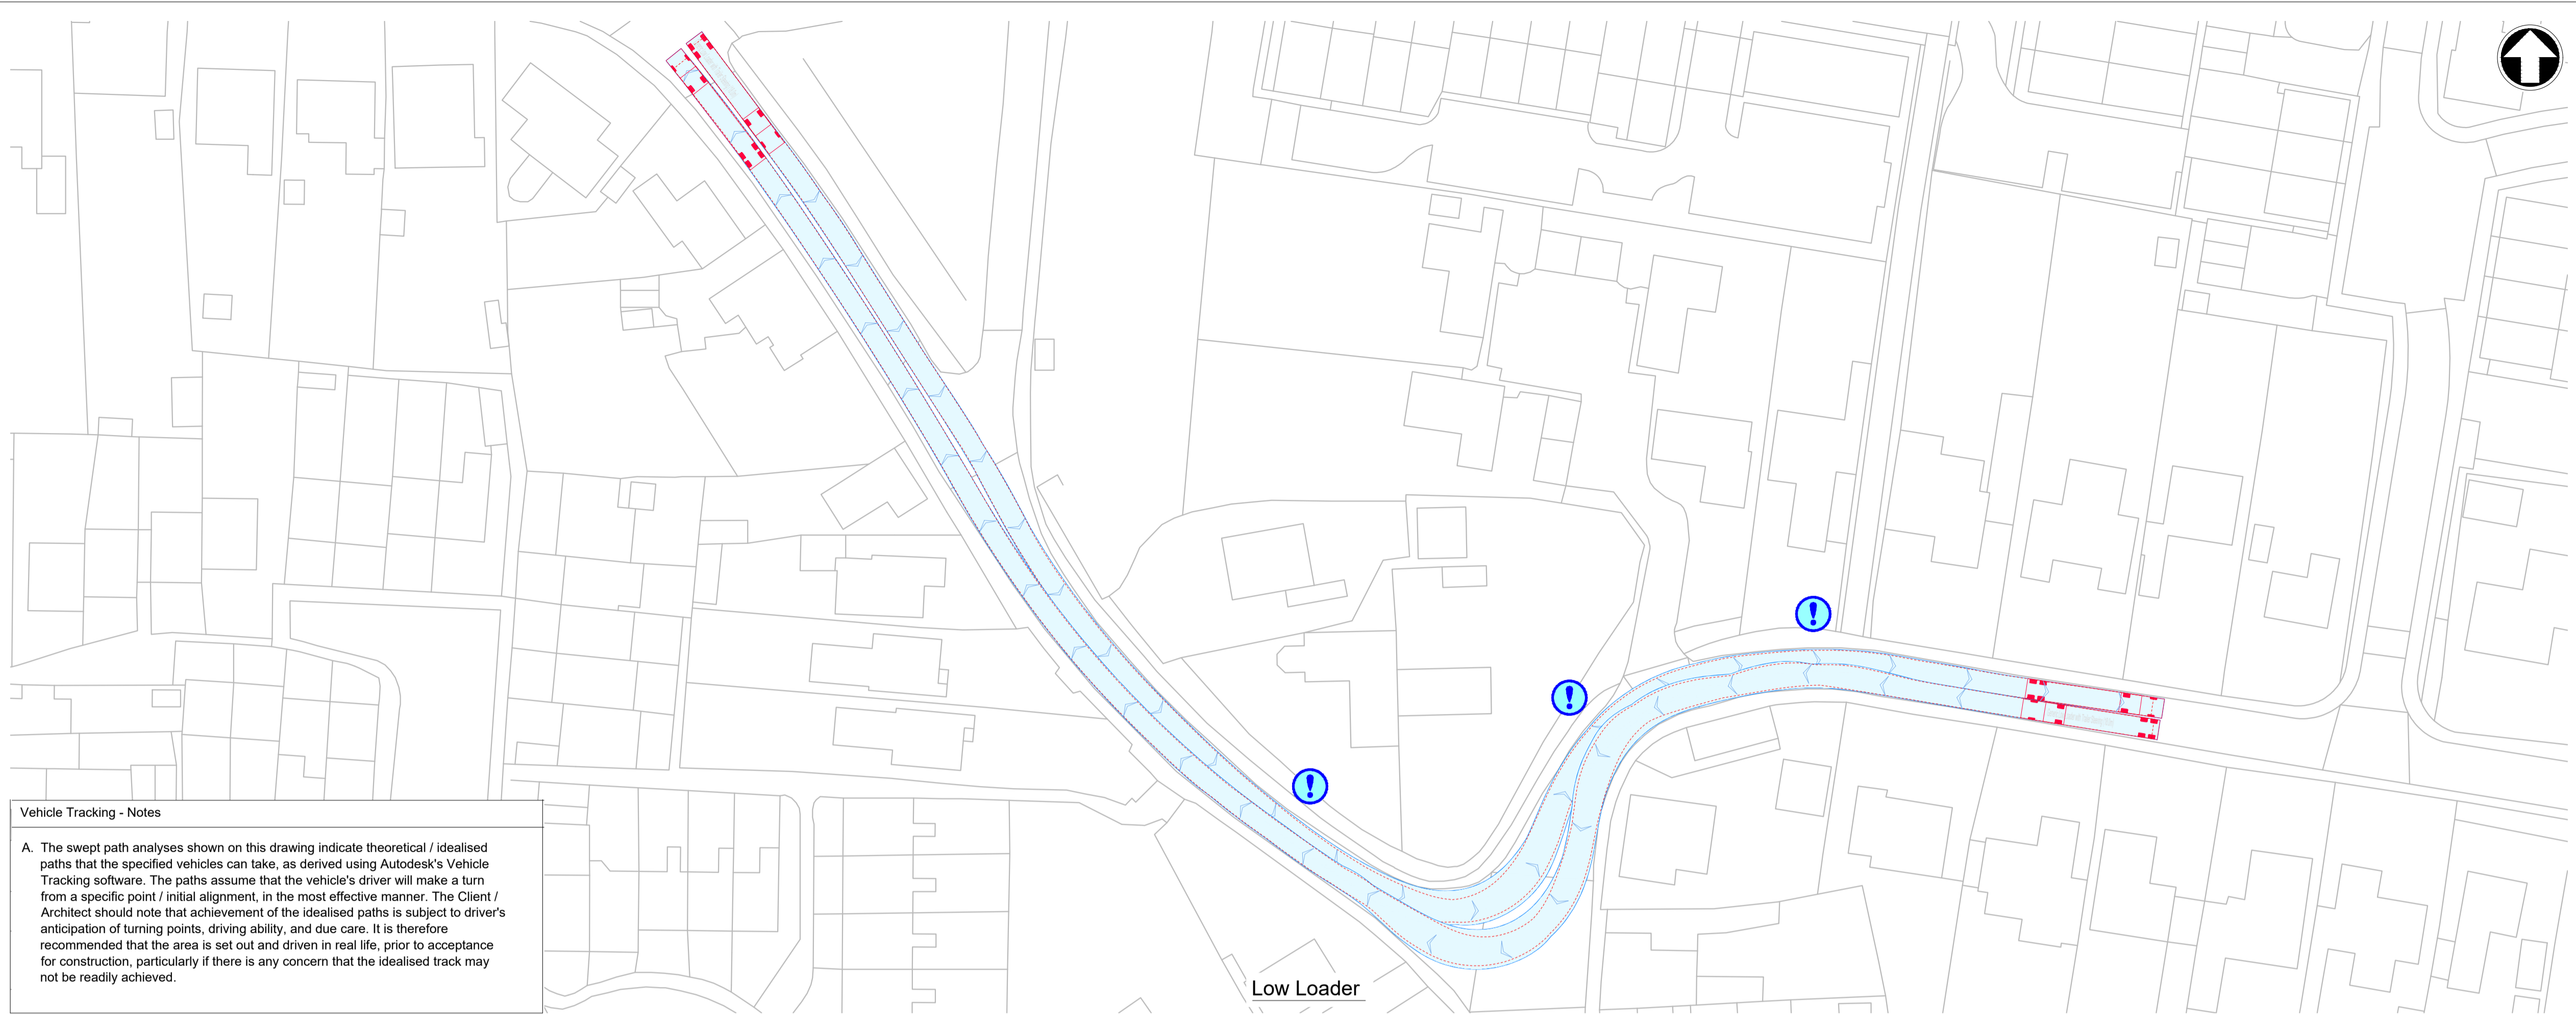 Vehicle Tracking - Notes
A. The swept path analyses shown on this drawing indicate theoretical / idealised
paths that the specified vehicles can take, as derived using Autodesk's Vehicle
Tracking software. The paths assume that the vehicle's driver will make a turn
from a specific point / initial alignment, in the most effective manner. The Client /
Architect should note that achievement of the idealised paths is subject to driver's
anticipation of turning points, driving ability, and due care. It is therefore
recommended that the area is set out and driven in real life, prior to acceptance
for construction, particularly if there is any concern that the idealised track may
not be readily achieved.
Low Loader
!
!
!